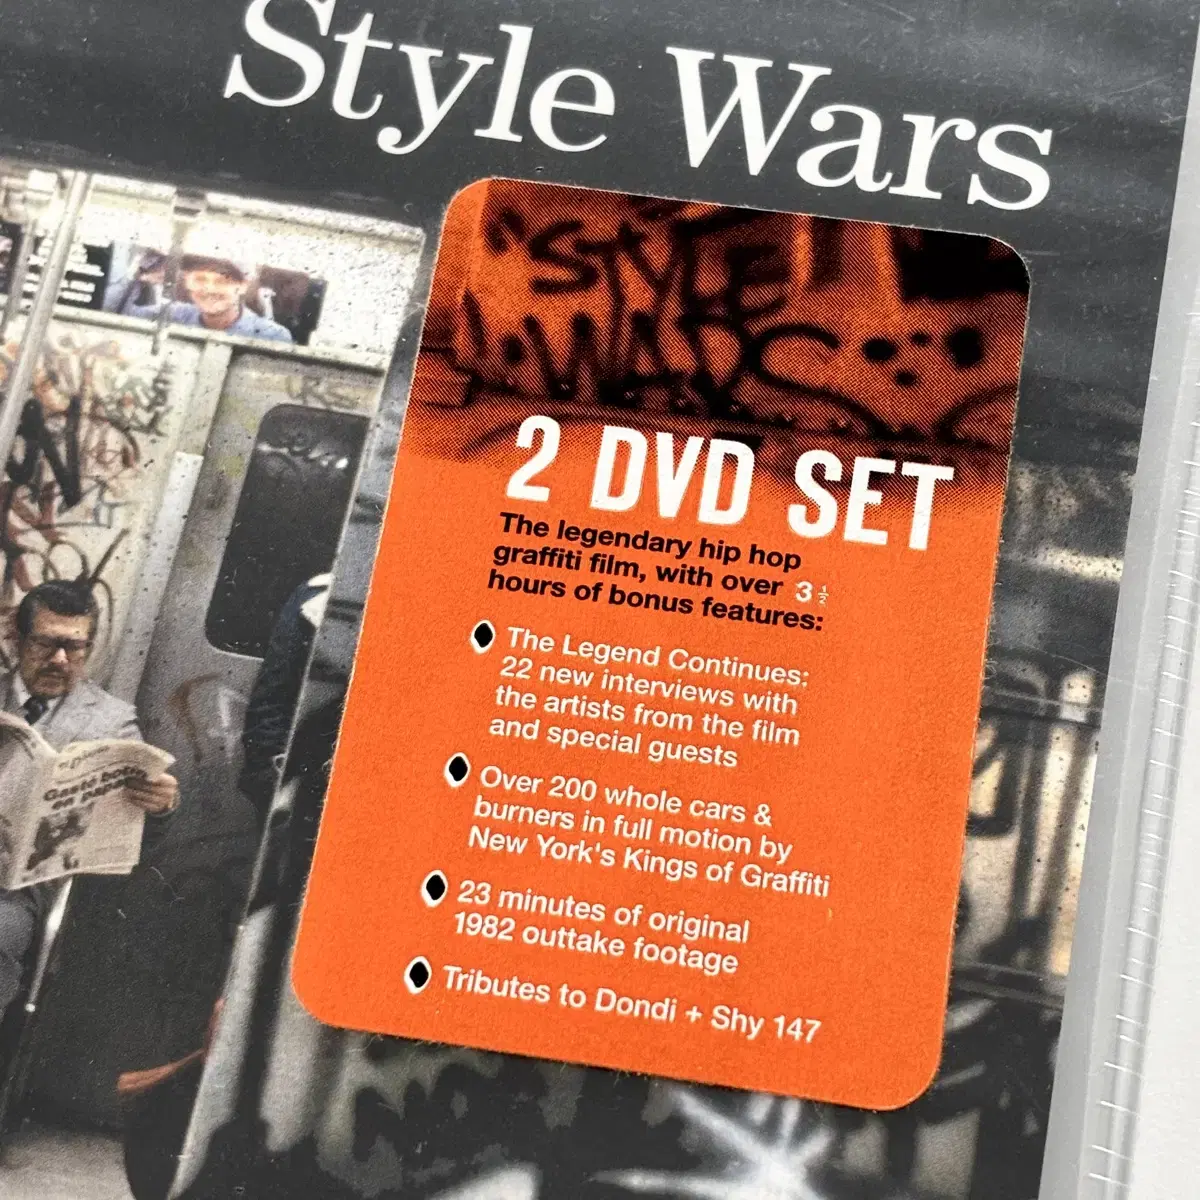 Style Wars
STYLE
WARS
2 DVD SET
The legendary hip hop
graffiti film, with over 3½
hours of bonus features:
The Legend Continues:
22 new interviews with
the artists from the film
and special guests
Over 200 whole cars &
burners in full motion by
New York's Kings of Graffiti
23 minutes of original
1982 outtake footage
Tributes to Dondi + Shy 147